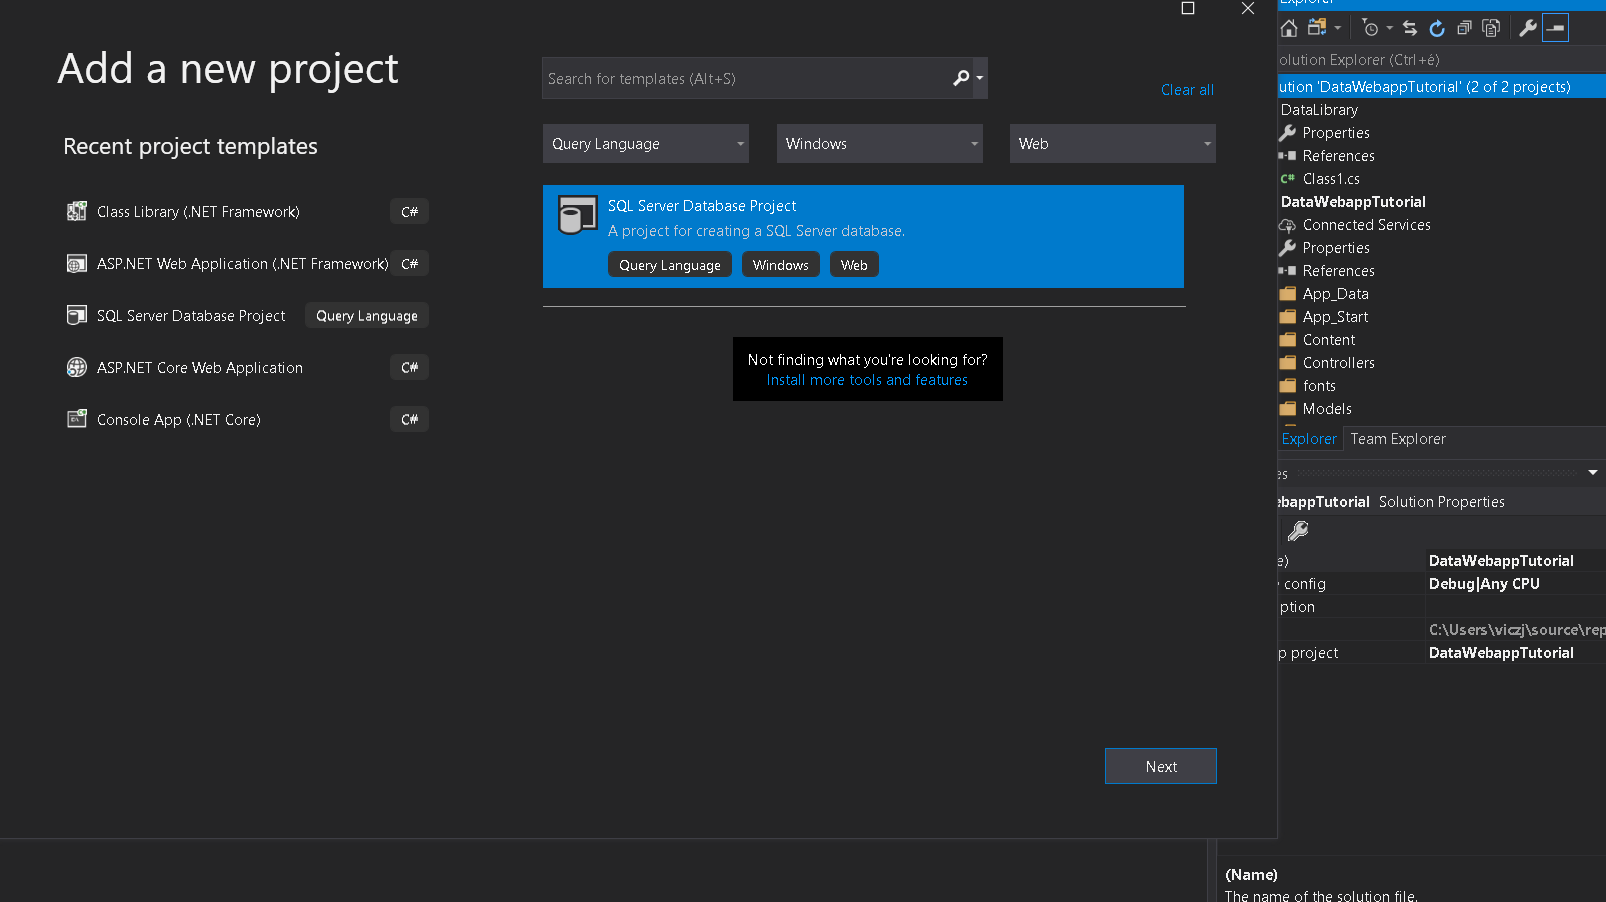 Add a new project
Recent project templates
Class Library (.NET Framework) C#
ASP.NET Web Application (.NET Framework) C#
SQL Server Database Project Query Language
ASP.NET Core Web Application C#
Console App (.NET Core) C#
Search for templates (Alt+S)
Clear all
Query Language Windows Web
SQL Server Database Project
A project for creating a SQL Server database.
Query Language Windows Web
Not finding what you're looking for?
Install more tools and features
Next
Explorer
olution Explorer (Ctrl+é)
ution 'DataWebappTutorial' (2 of 2 projects)
DataLibrary
Properties
References
C# Class1.cs
DataWebappTutorial
Connected Services
Properties
References
App_Data
App_Start
Content
Controllers
fonts
Models
Explorer Team Explorer
es
ebappTutorial Solution Properties
e) DataWebappTutorial
config Debug|Any CPU
ption
C:\Users\viczj\source\rep
p project DataWebappTutorial
(Name)
The name of the solution file.